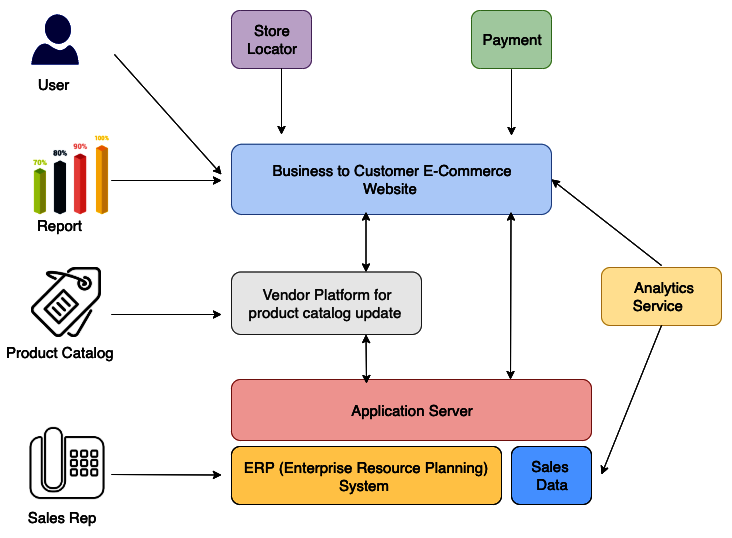 Store
Locator
Payment
User
Business to Customer E-Commerce
Website
70%
80%
90%
100%
Report
Vendor Platform for
product catalog update
Analytics
Service
Product Catalog
Application Server
ERP (Enterprise Resource Planning)
System
Sales
Data
Sales Rep